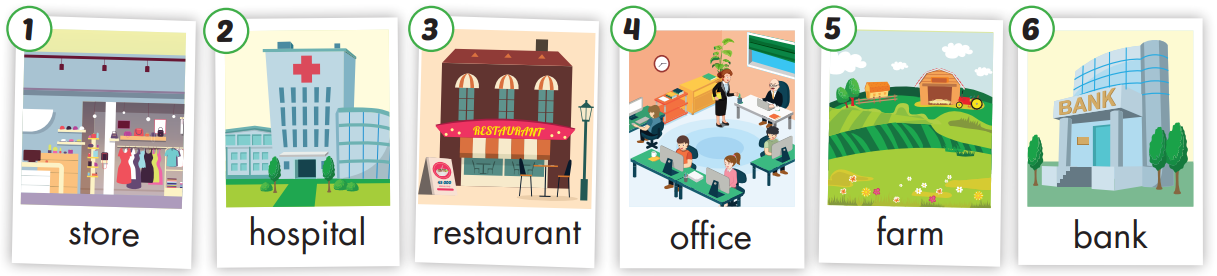 1
store
2
hospital
3
RESTAURANT
restaurant
4
office
5
farm
6
BANK
bank